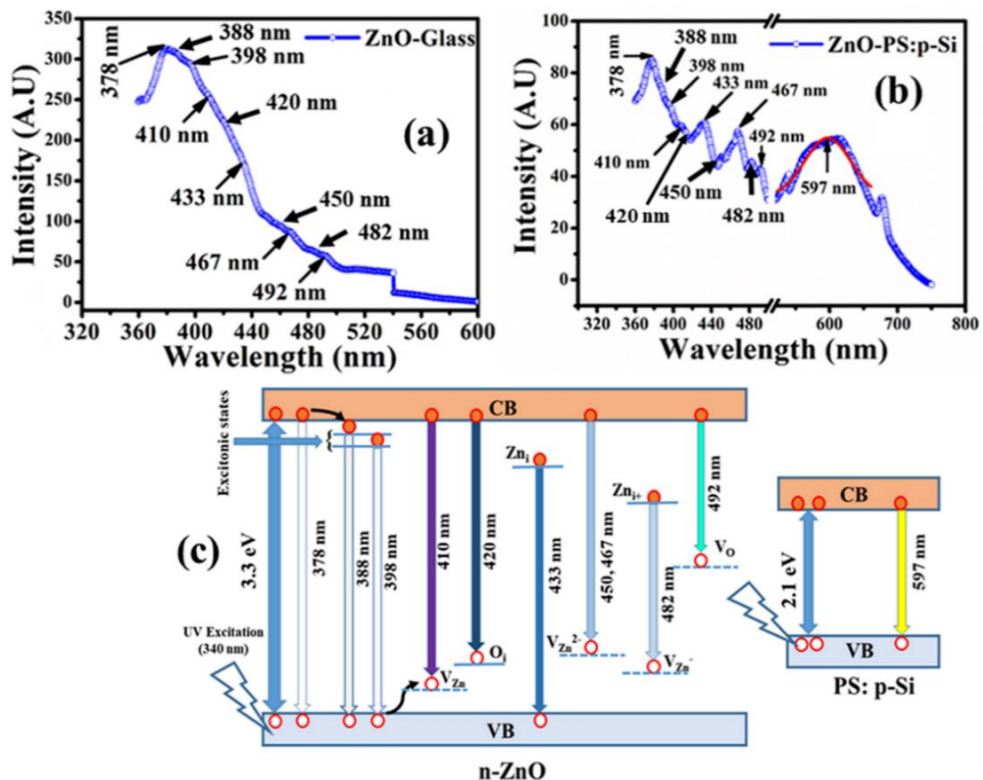 350
300
250
200
150
100
50
0
Intensity (A.U)
378 nm
388 nm
398 nm
410 nm
420 nm
433 nm
450 nm
467 nm
482 nm
492 nm
ZnO-Glass
(a)
360 400 440 480 520 560 600
Wavelength (nm)
100
80
60
40
20
0
Intensity (A.U)
378 nm
388 nm
398 nm
433 nm
467 nm
492 nm
410 nm
420 nm
450 nm
482 nm
597 nm
ZnO-PS:p-Si
(b)
320 360 400 440 480 600 700 800
Wavelength (nm)
(c)
CB
Excitonic states
{
{
3.3 eV
378 nm
388 nm
398 nm
410 nm
420 nm
433 nm
450, 467 nm
482 nm
492 nm
Zni
Zni+
VO
Oi
VZn
VZn2-
VZn-
UV Excitation
(340 nm)
VB
n-ZnO
CB
2.1 eV
597 nm
VB
PS: p-Si